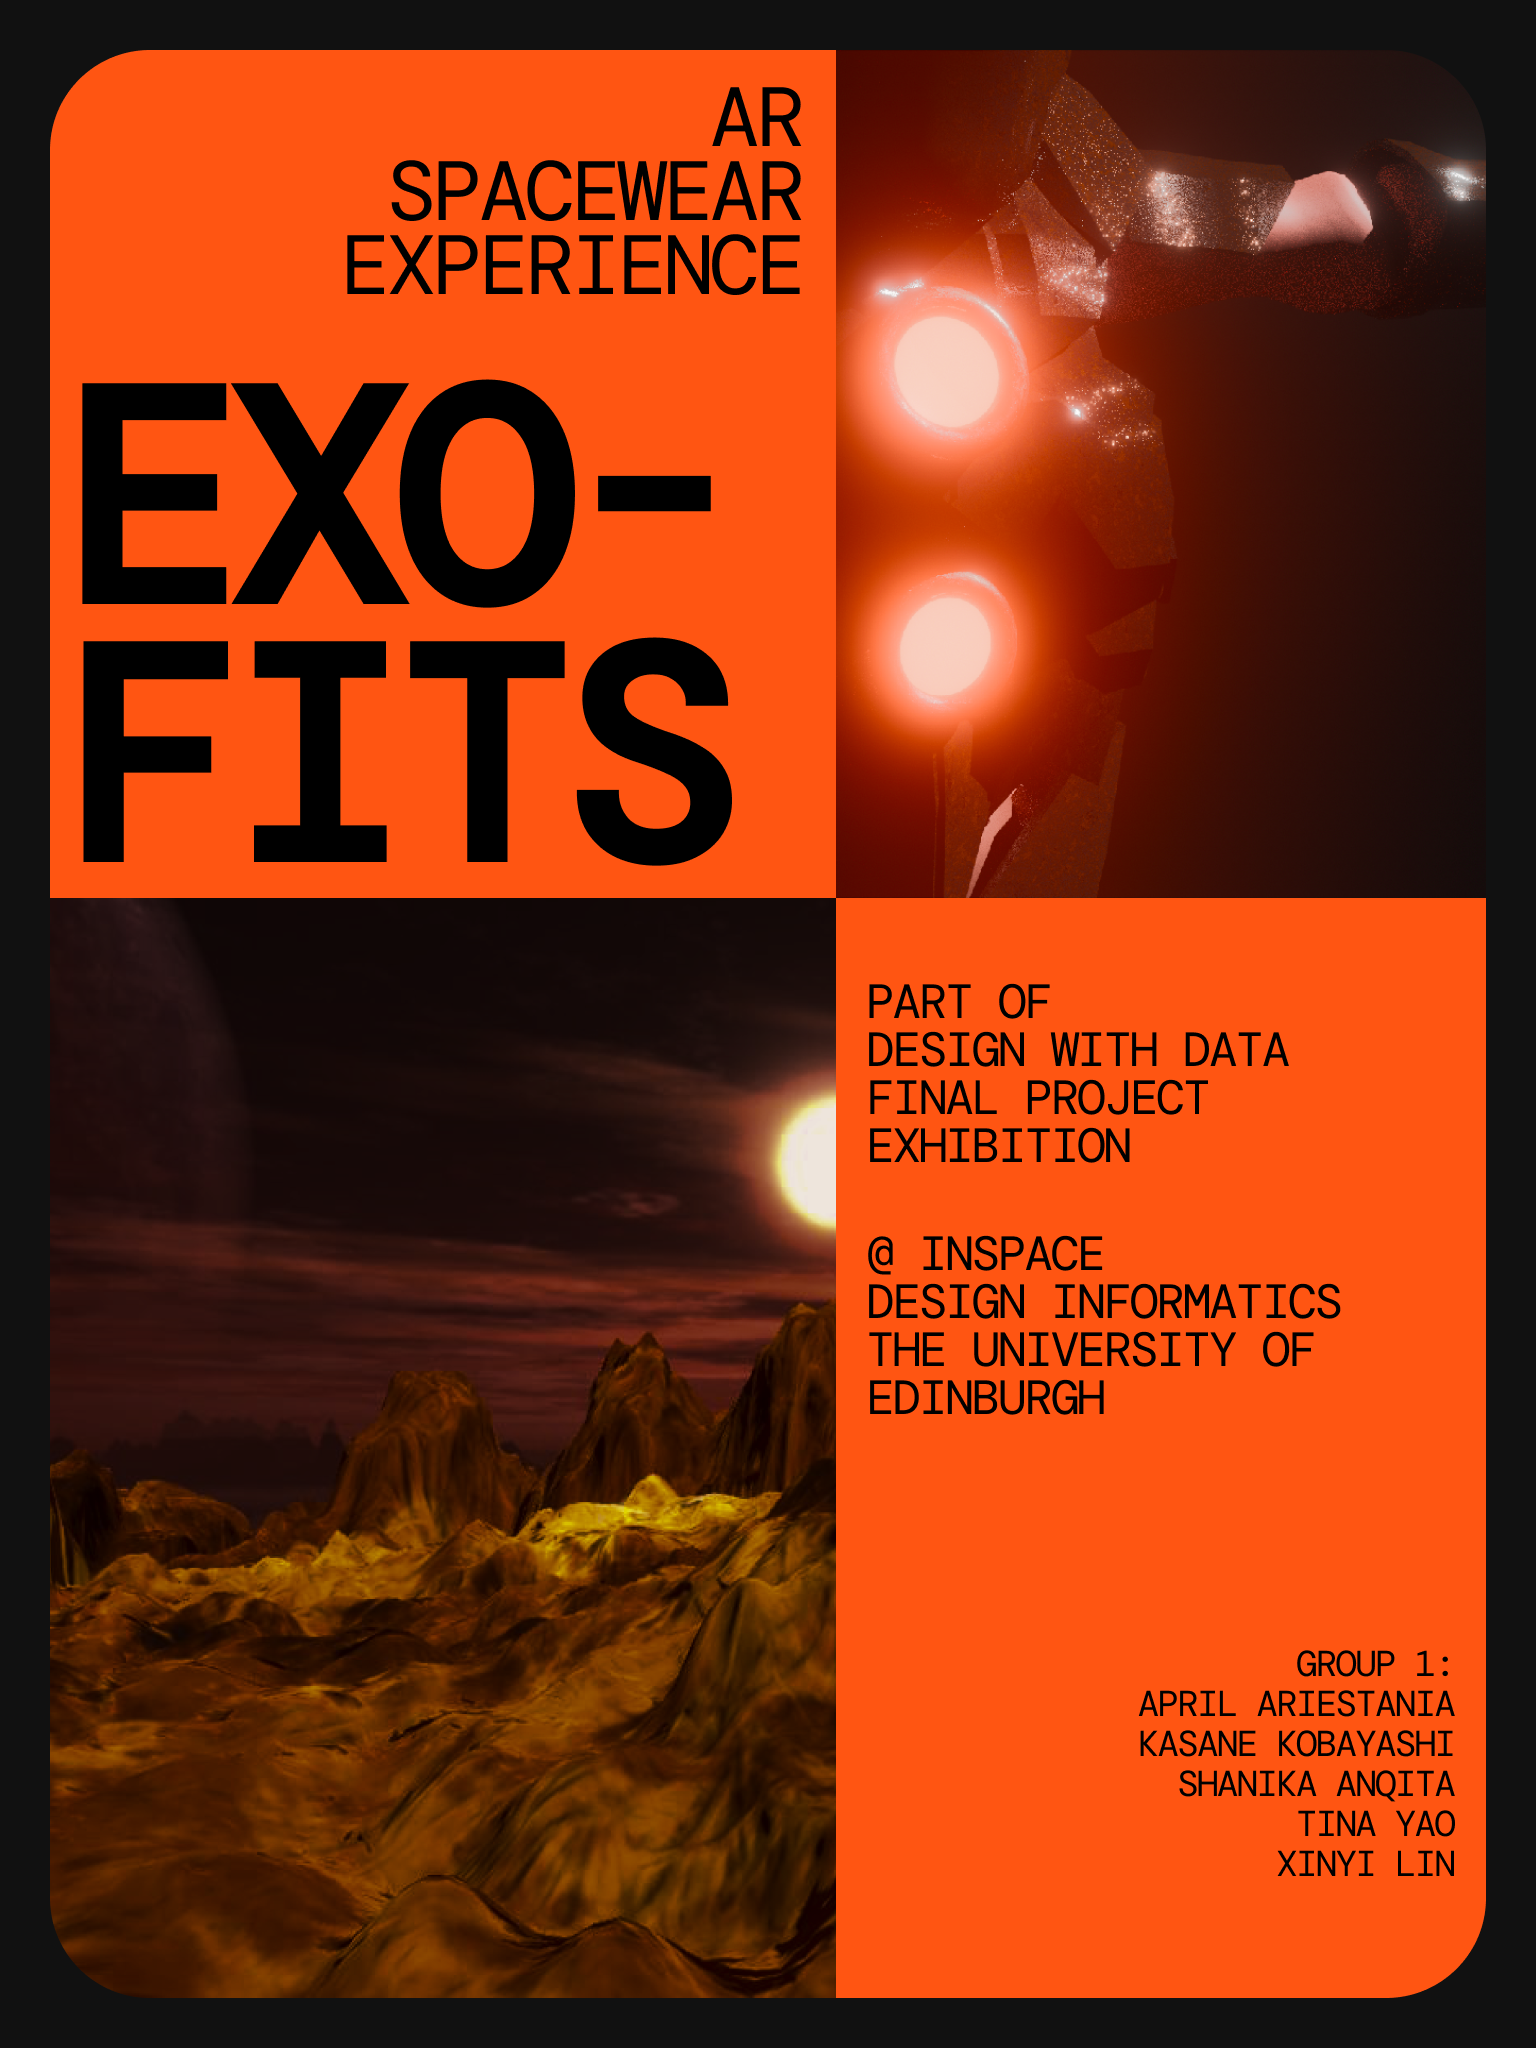 AR
SPACEWEAR
EXPERIENCE
EXO-
FITS
PART OF
DESIGN WITH DATA
FINAL PROJECT
EXHIBITION
@ INSPACE
DESIGN INFORMATICS
THE UNIVERSITY OF
EDINBURGH
GROUP 1:
APRIL ARIESTANIA
KASANE KOBAYASHI
SHANIKA ANQITA
TINA YAO
XINYI LIN